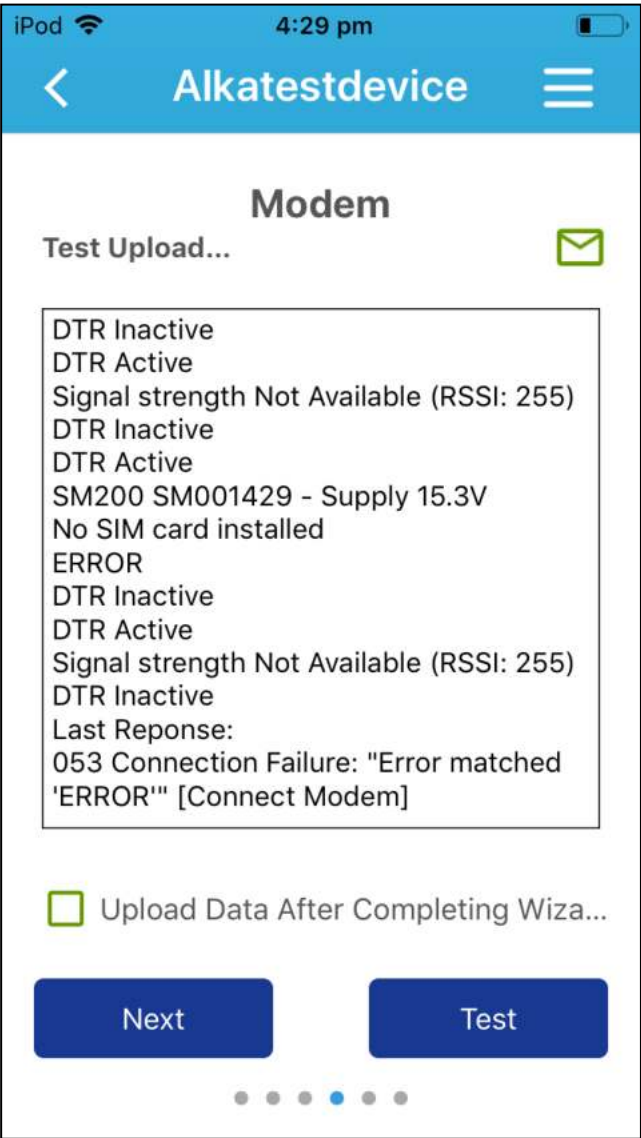 iPod 4:29 pm
Alkatestdevice
Modem
Test Upload...
DTR Inactive
DTR Active
Signal strength Not Available (RSSI: 255)
DTR Inactive
DTR Active
SM200 SM001429 - Supply 15.3V
No SIM card installed
ERROR
DTR Inactive
DTR Active
Signal strength Not Available (RSSI: 255)
DTR Inactive
Last Reponse:
053 Connection Failure: "Error matched
'ERROR'" [Connect Modem]
Upload Data After Completing Wiza...
Next Test